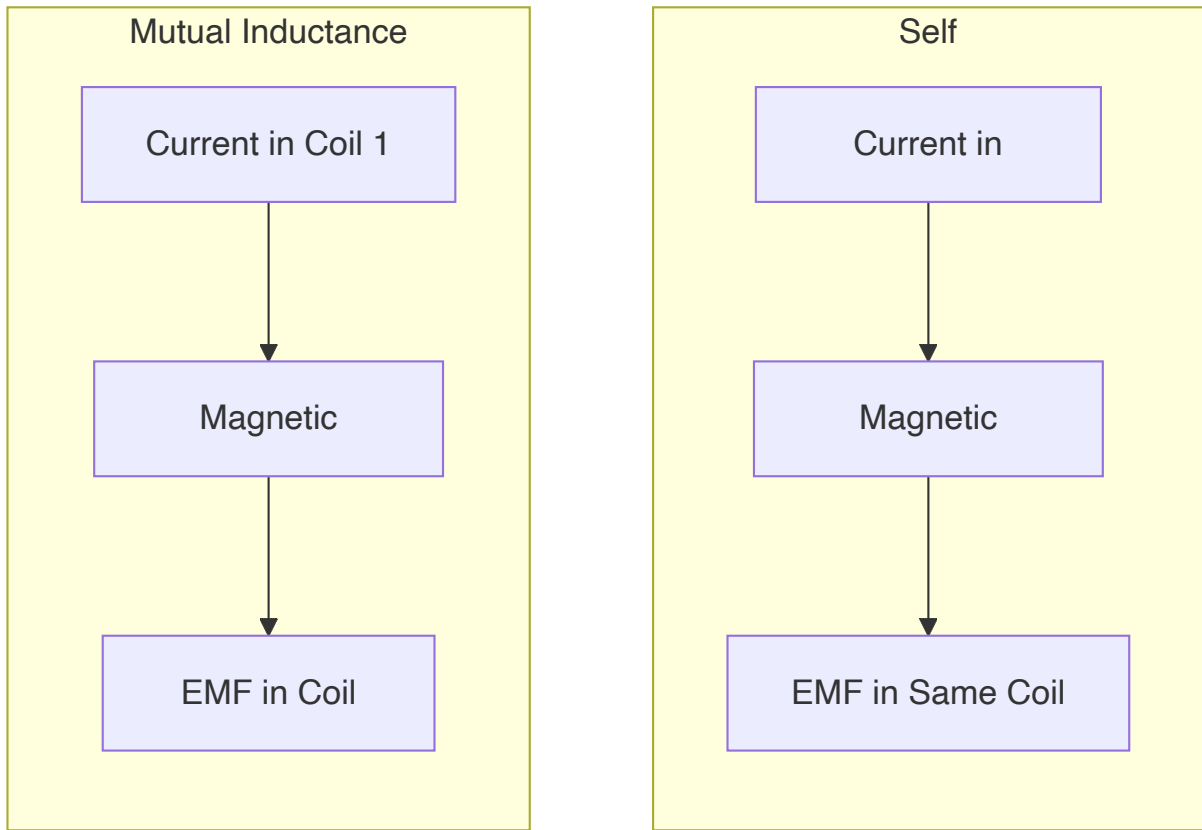 Mutual Inductance
Current in Coil 1
Magnetic
EMF in Coil
Self
Current in
Magnetic
EMF in Same Coil